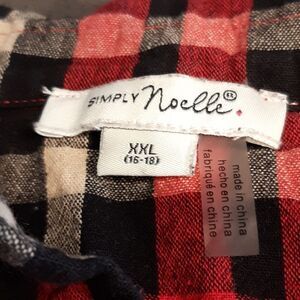 SIMPLY Noelle®
XXL
(16-18)
made in china
hecho en china
fabriqué en chine